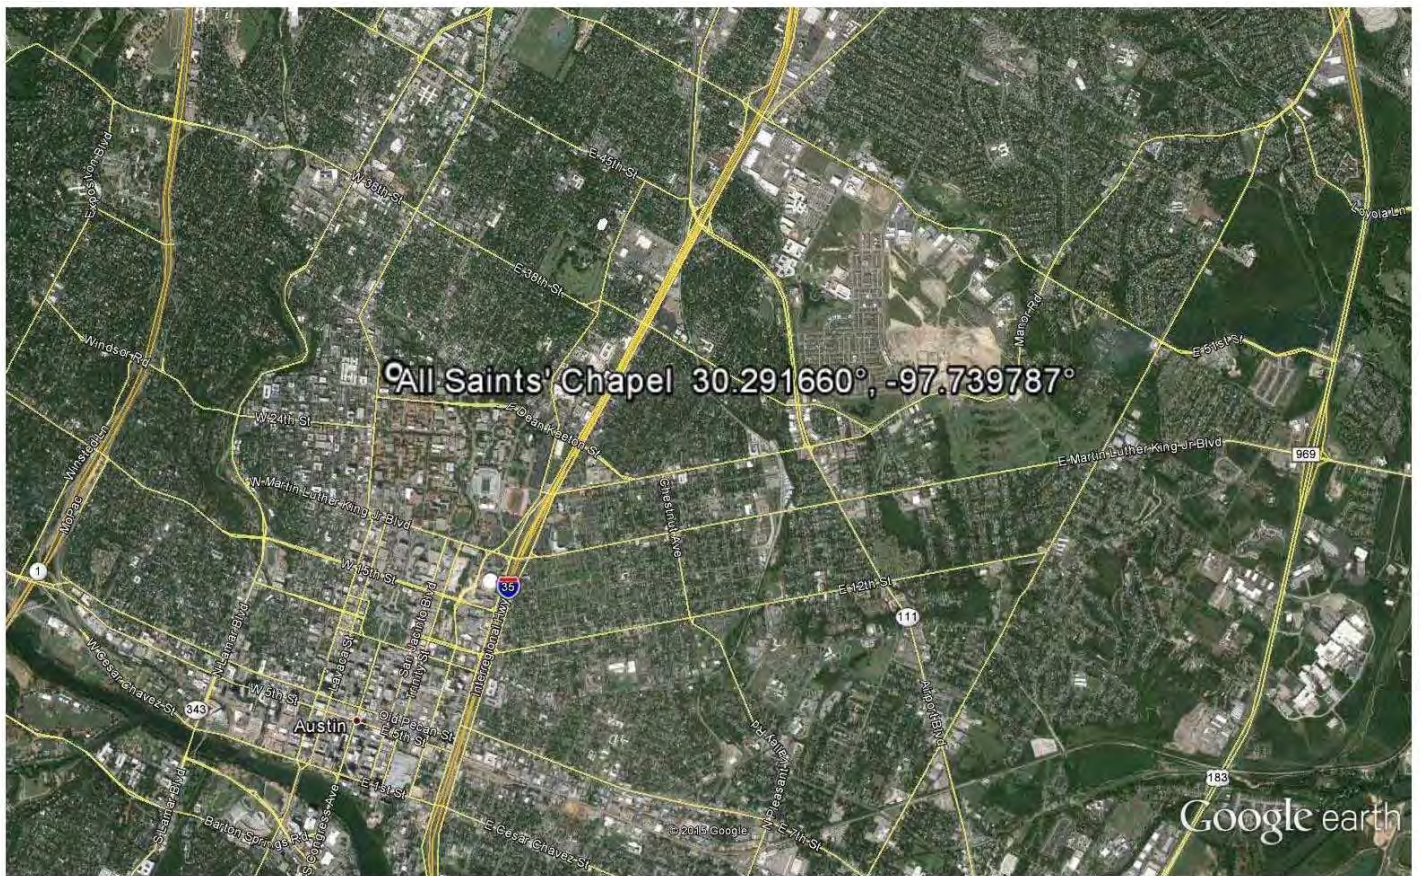 E 45th St
W 38th St
Exposition Blvd
Loyola Ln
E 38th St
Manor Rd
Windsor Rd
E 51st St
All Saints' Chapel 30.291660°, -97.739787°
W 24th St
E Dean Keeton St
Winsted Ln
E Martin Luther King Jr Blvd
969
W Martin Luther King Jr Blvd
Chestnut Ave
MoPac
1
W 15th St
35
E 12th St
111
Interregional Hwy
San Jacinto Blvd
N Lamar Blvd
Lavaca St
Trinity St
W Cesar Chavez St
W 5th St
343
Austin
Old Pecan St
E 5th St
Airport Blvd
Pleasant Valley Rd
183
E 1st St
S Lamar Blvd
S Congress Ave
Barton Springs Rd
E Cesar Chavez St
© 2015 Google
E 7th St
Google earth